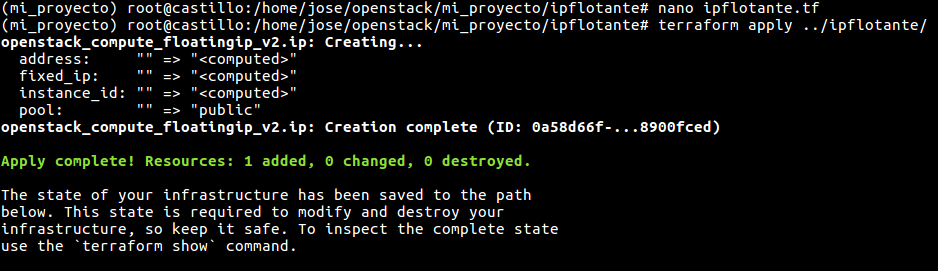 (mi_proyecto) root@castillo:/home/jose/openstack/mi_proyecto/ipflotante# nano ipflotante.tf
(mi_proyecto) root@castillo:/home/jose/openstack/mi_proyecto/ipflotante# terraform apply ../ipflotante/
openstack_compute_floatingip_v2.ip: Creating...
  address:     "" => "<computed>"
  fixed_ip:    "" => "<computed>"
  instance_id: "" => "<computed>"
  pool:        "" => "public"
openstack_compute_floatingip_v2.ip: Creation complete (ID: 0a58d66f-...8900fced)

Apply complete! Resources: 1 added, 0 changed, 0 destroyed.

The state of your infrastructure has been saved to the path
below. This state is required to modify and destroy your
infrastructure, so keep it safe. To inspect the complete state
use the `terraform show` command.